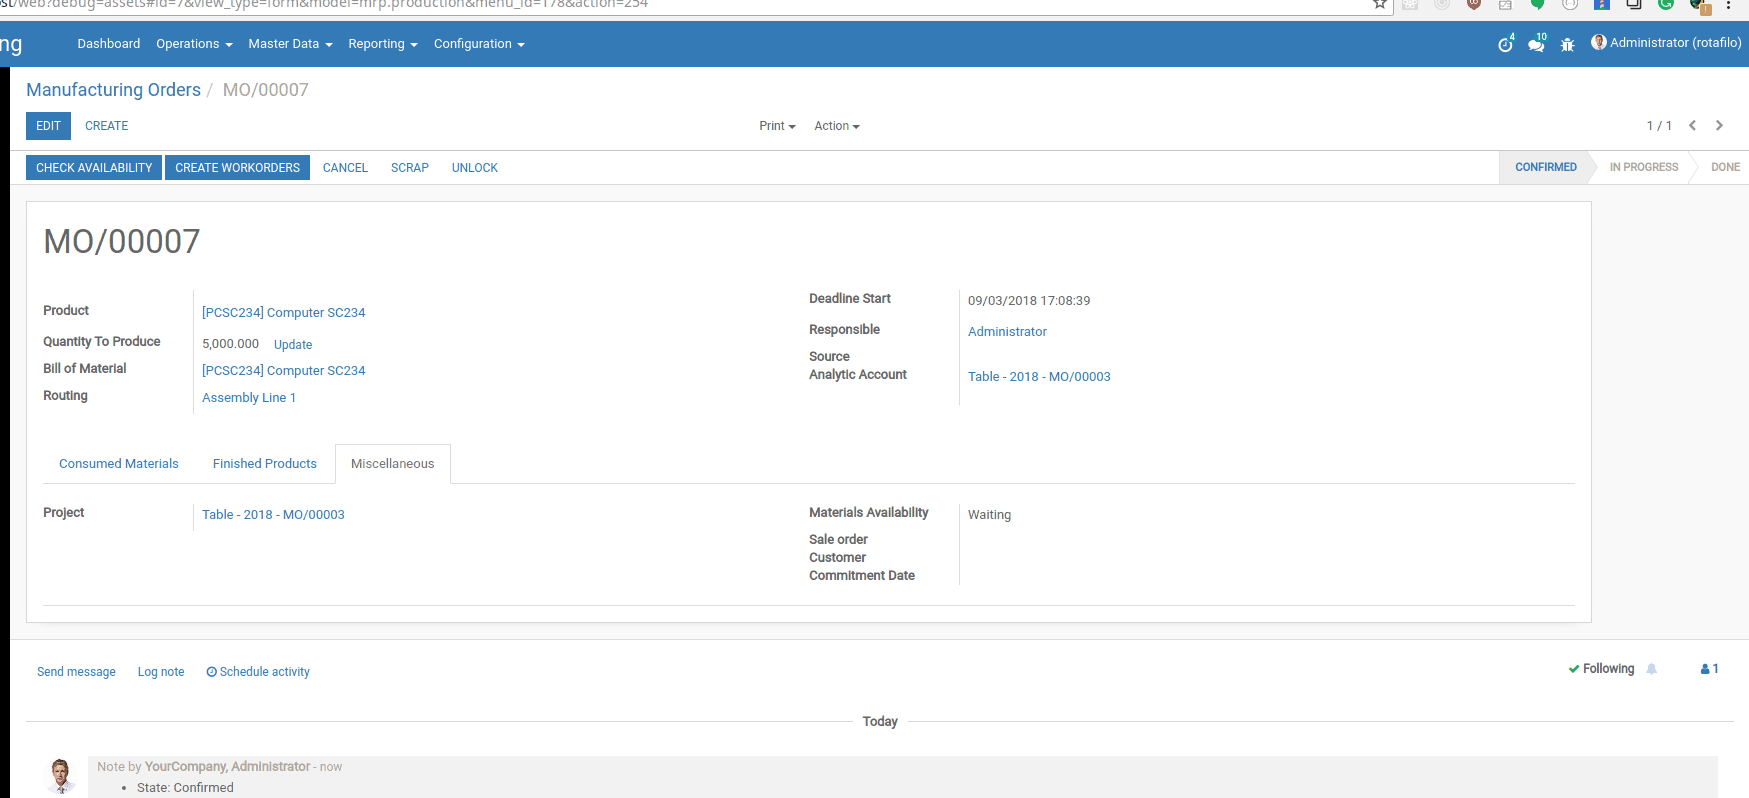 st/web?debug=assets#id=7&view_type=form&model=mrp.production&menu_id=178&action=254
ng Dashboard Operations Master Data Reporting Configuration 4 10 Administrator (rotafilo)
Manufacturing Orders / MO/00007
EDIT CREATE Print Action 1 / 1
CHECK AVAILABILITY CREATE WORKORDERS CANCEL SCRAP UNLOCK CONFIRMED IN PROGRESS DONE
MO/00007
Product [PCSC234] Computer SC234
Quantity To Produce 5,000.000 Update
Bill of Material [PCSC234] Computer SC234
Routing Assembly Line 1
Deadline Start 09/03/2018 17:08:39
Responsible Administrator
Source
Analytic Account Table - 2018 - MO/00003
Consumed Materials Finished Products Miscellaneous
Project Table - 2018 - MO/00003
Materials Availability Waiting
Sale order
Customer
Commitment Date
Send message Log note Schedule activity Following 1
Today
Note by YourCompany, Administrator - now
• State: Confirmed